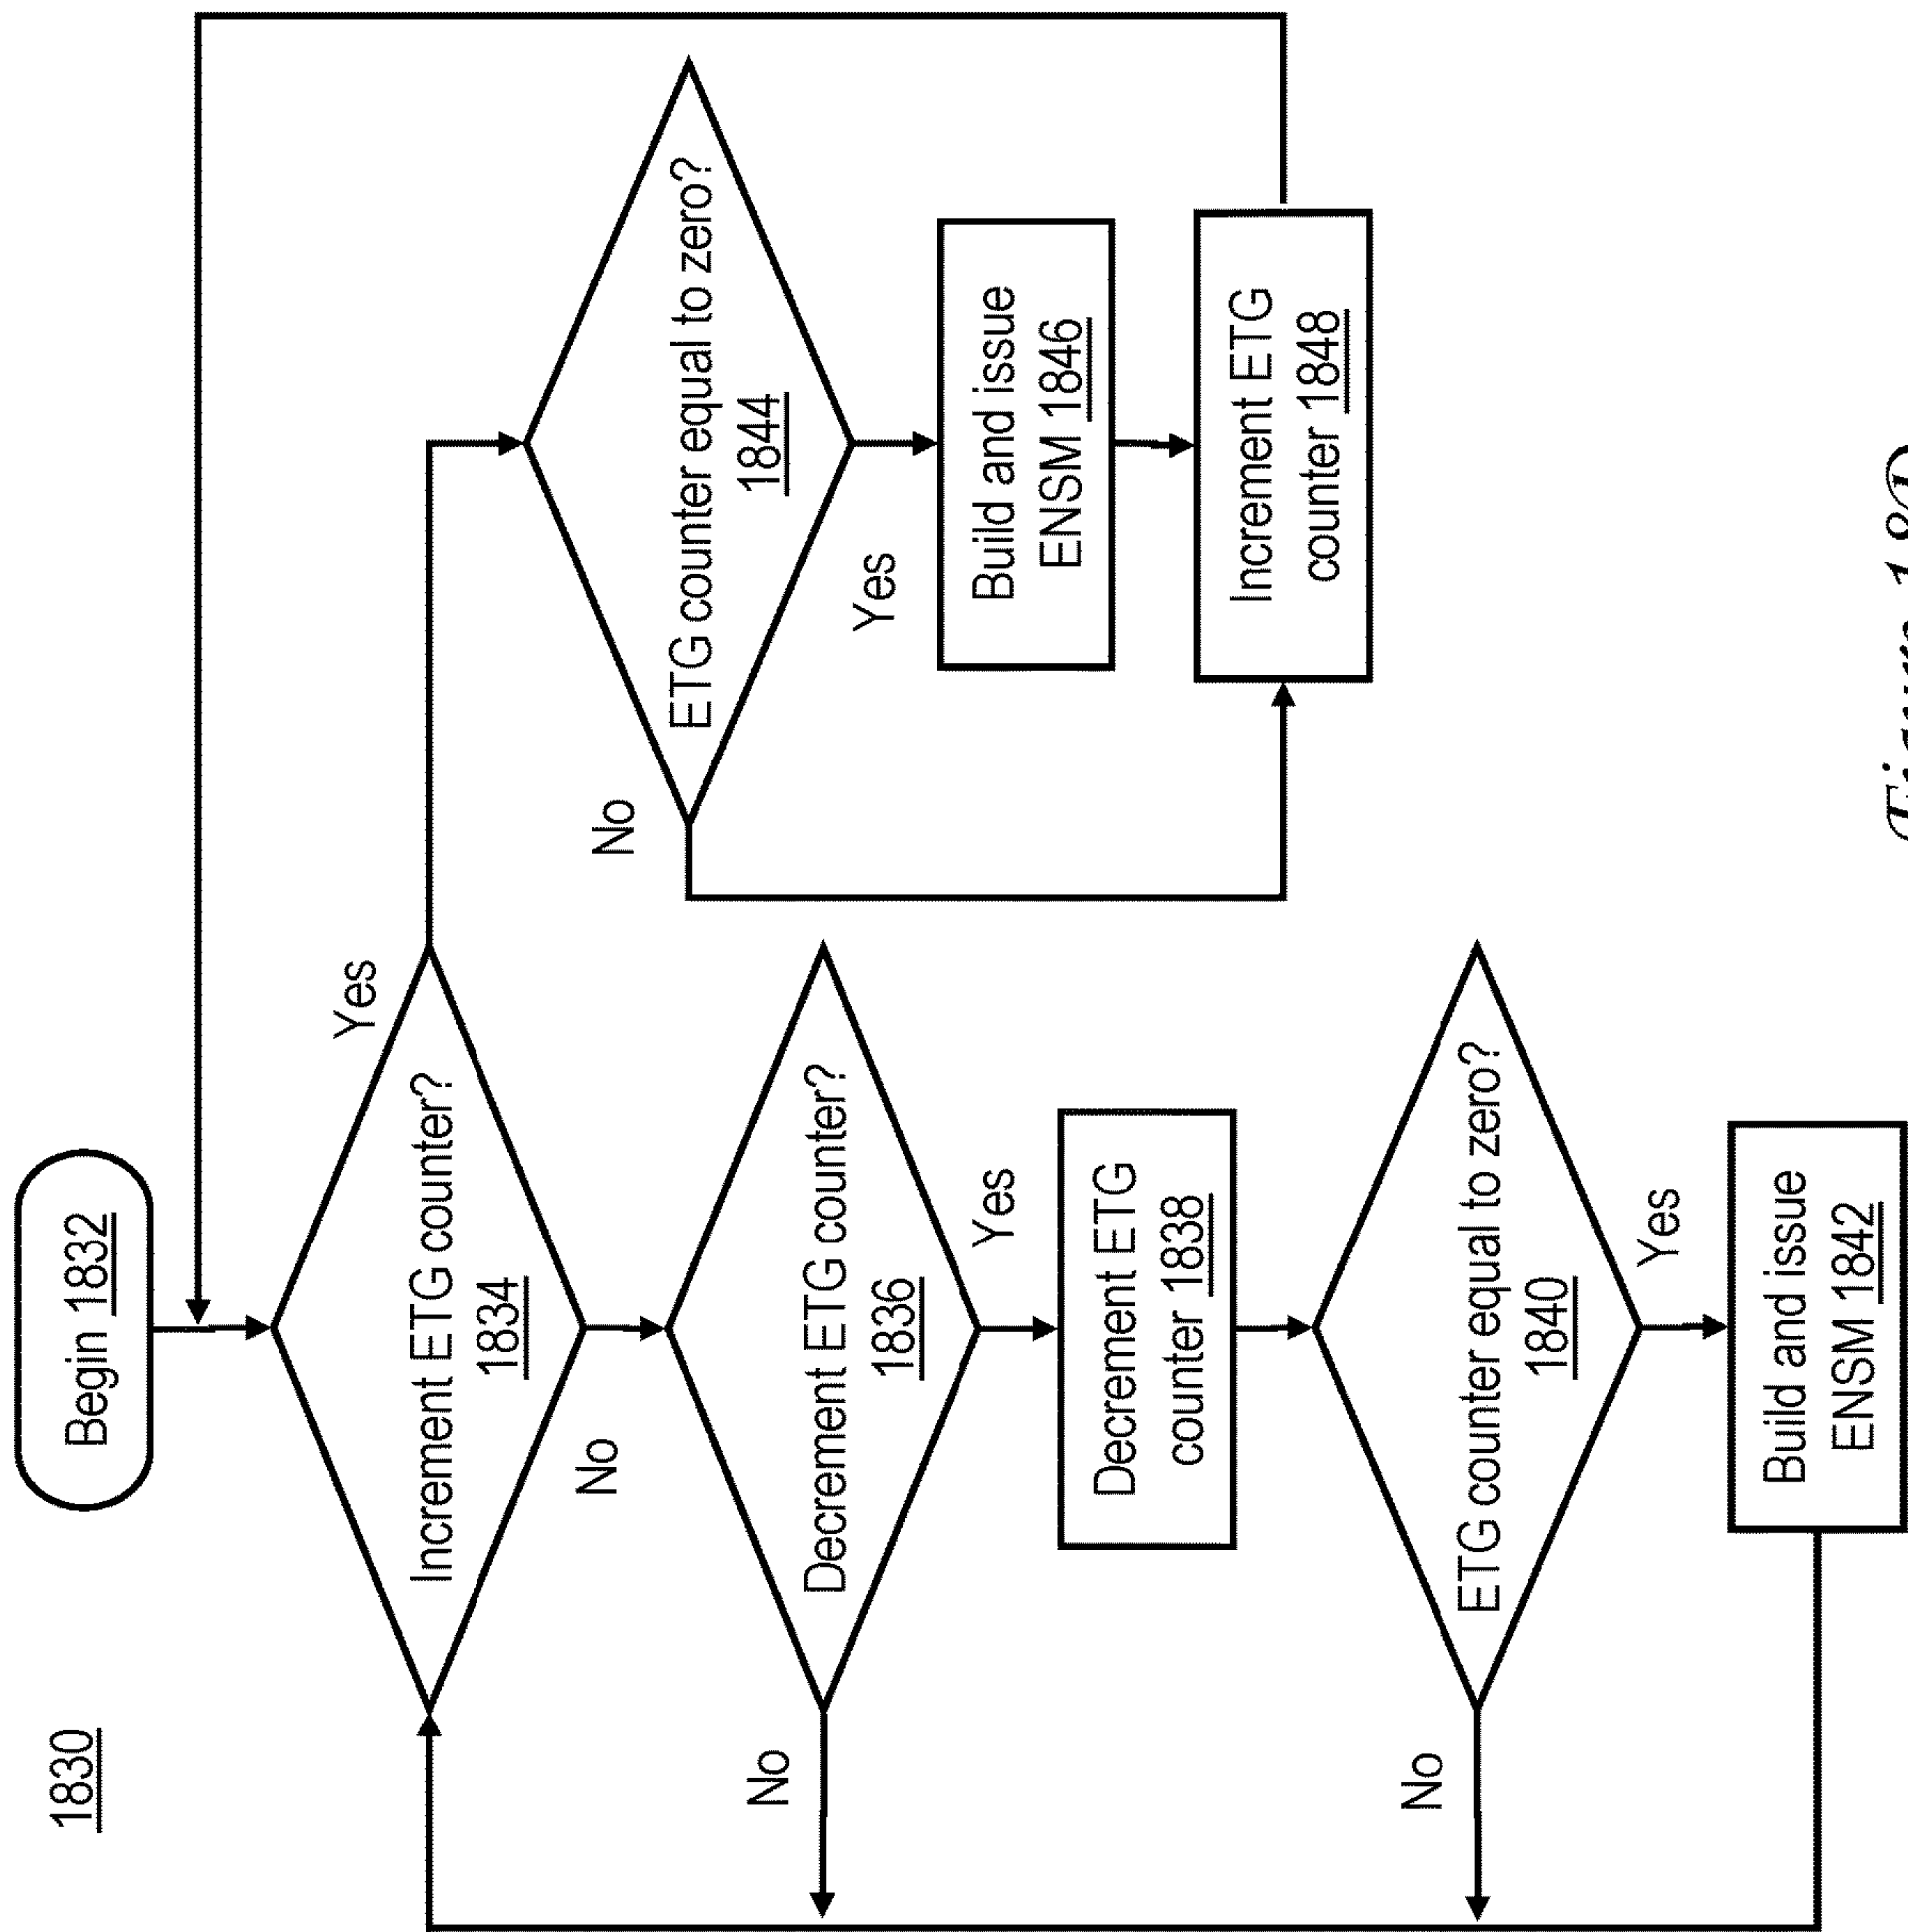 1830
Begin 1832
Increment ETG counter?
1834
Yes
No
Decrement ETG counter?
1836
No
Yes
Decrement ETG
counter 1838
ETG counter equal to zero?
1840
No
Yes
Build and issue
ENSM 1842
ETG counter equal to zero?
1844
No
Yes
Build and issue
ENSM 1846
Increment ETG
counter 1848
Figure 18D